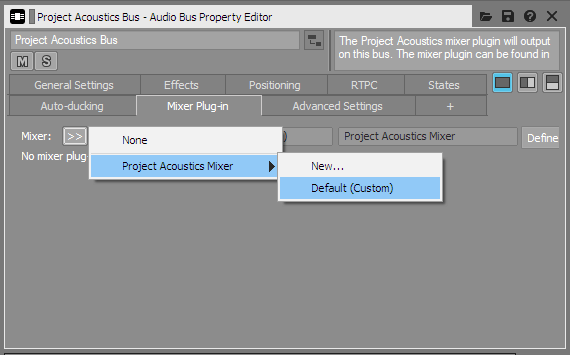 Project Acoustics Bus - Audio Bus Property Editor
Project Acoustics Bus
The Project Acoustics mixer plugin will output
on this bus. The mixer plugin can be found in
M S
General Settings Effects Positioning RTPC States
Auto-ducking Mixer Plug-in Advanced Settings +
Mixer: >> Project Acoustics Mixer Define
None
No mixer plug
Project Acoustics Mixer New...
Default (Custom)